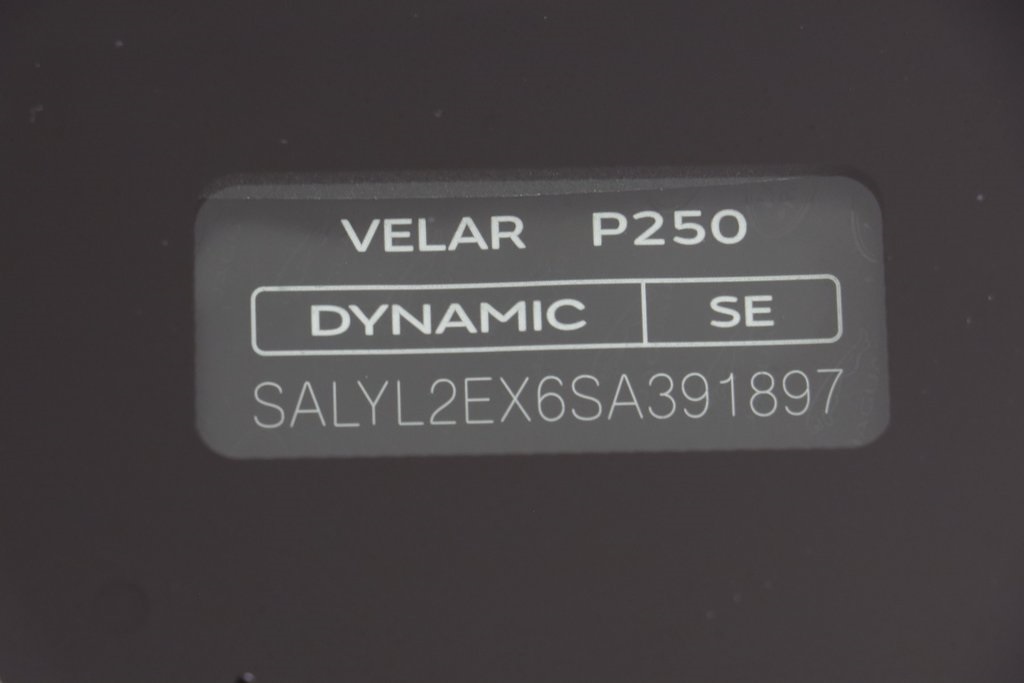 VELAR P250
DYNAMIC SE
SALYL2EX6SA391897